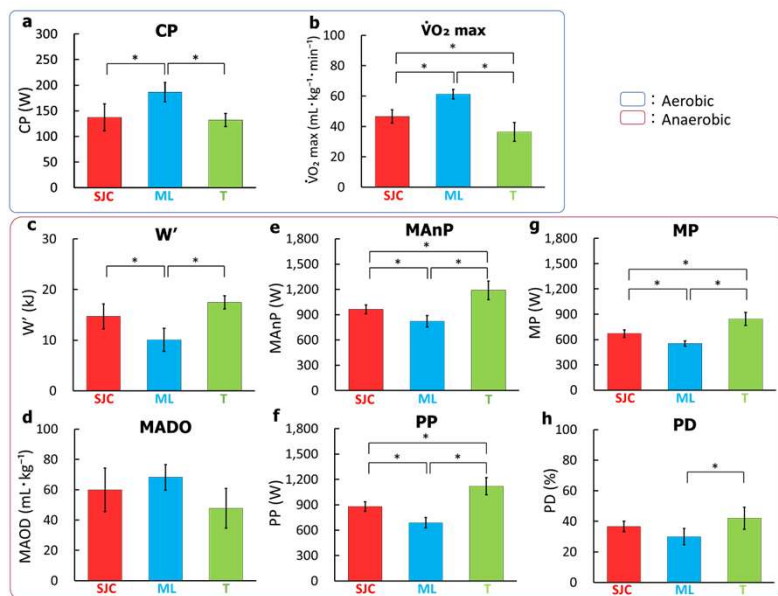 a
CP
CP
(W)
300
250
200
150
100
50
0
*
*
SJC
ML
T
b
V̇O₂ max
V̇O₂ max (mL·kg⁻¹·min⁻¹)
100
80
60
40
20
0
*
*
*
SJC
ML
T
: Aerobic
: Anaerobic
c
W′
W′ (kJ)
30
20
10
0
*
*
SJC
ML
T
e
MAnP
MAnP (W)
1,800
1,500
1,200
900
600
300
0
*
*
*
SJC
ML
T
g
MP
MP (W)
1,800
1,500
1,200
900
600
300
0
*
*
*
SJC
ML
T
d
MADO
MAOD (mL·kg⁻¹)
100
80
60
40
20
0
SJC
ML
T
f
PP
PP (W)
1,800
1,500
1,200
900
600
300
0
*
*
*
SJC
ML
T
h
PD
PD (%)
100
80
60
40
20
0
*
SJC
ML
T